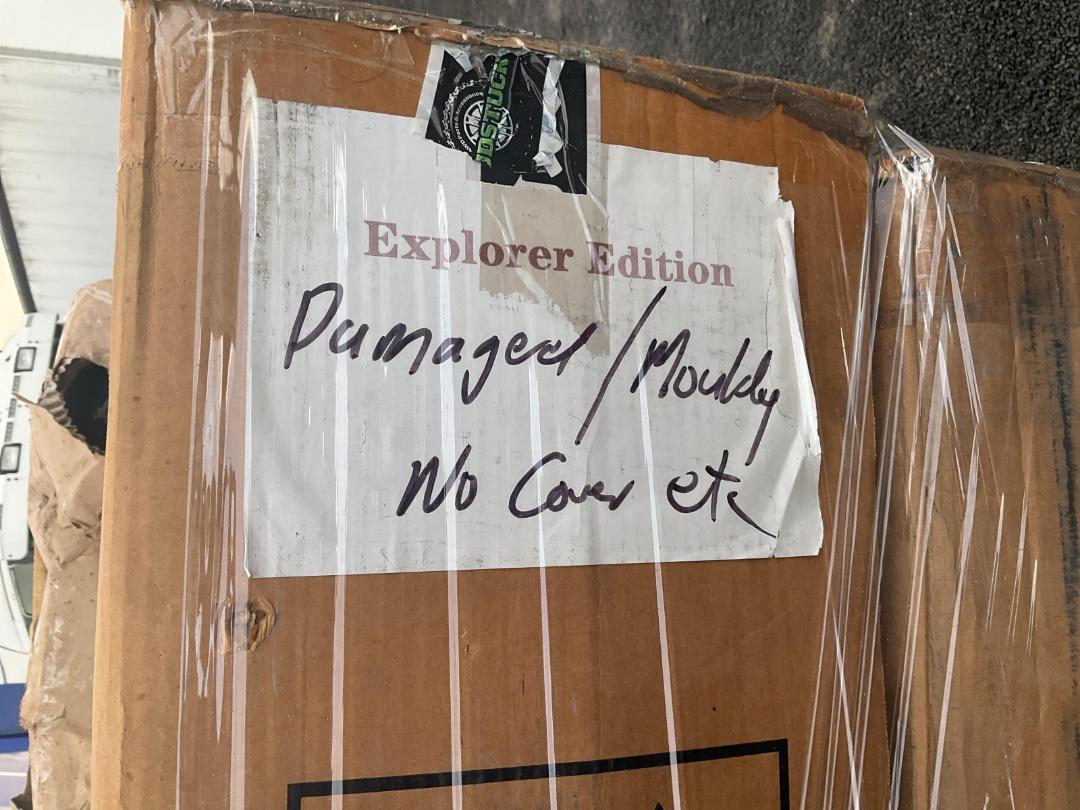 Explorer Edition
Damaged / Mouldy
No Cover etc